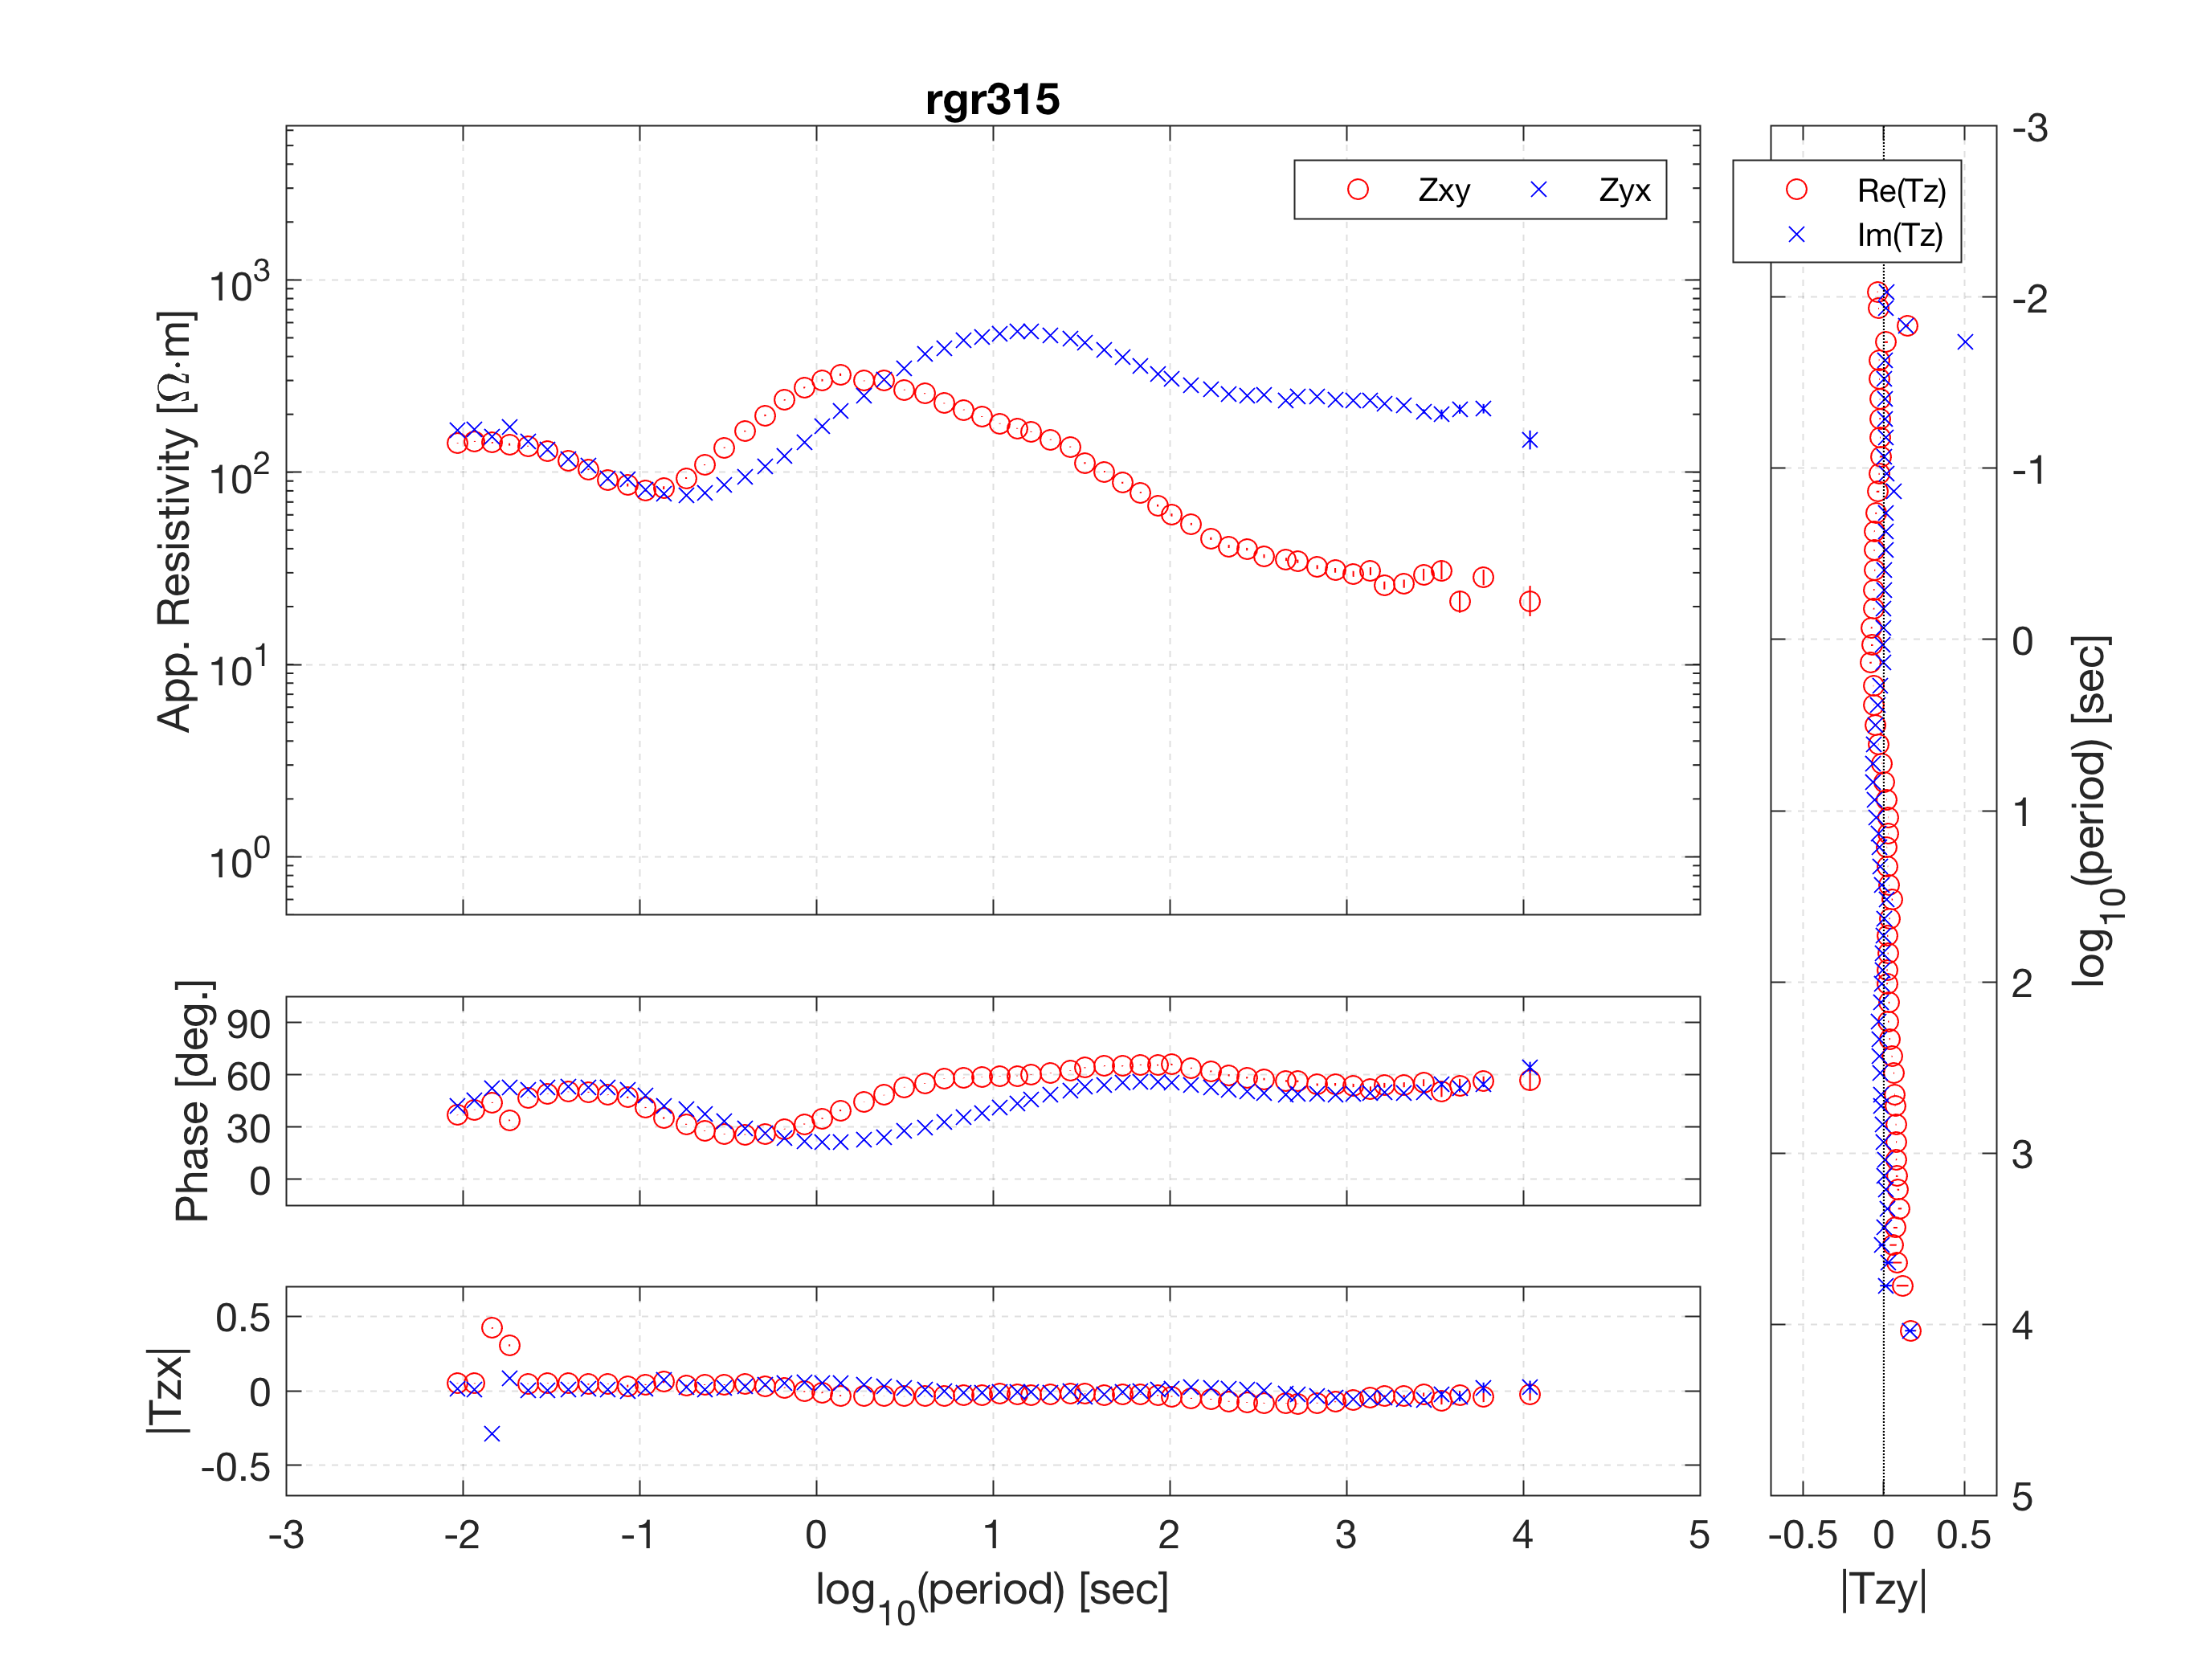 rgr315
App. Resistivity [Ω·m]
10^3
10^2
10^1
10^0
Zxy Zyx
Phase [deg.]
90
60
30
0
|Tzx|
0.5
0
-0.5
-3 -2 -1 0 1 2 3 4 5
log10(period) [sec]
Re(Tz)
Im(Tz)
-3
-2
-1
0
1
2
3
4
5
log10(period) [sec]
-0.5 0 0.5
|Tzy|